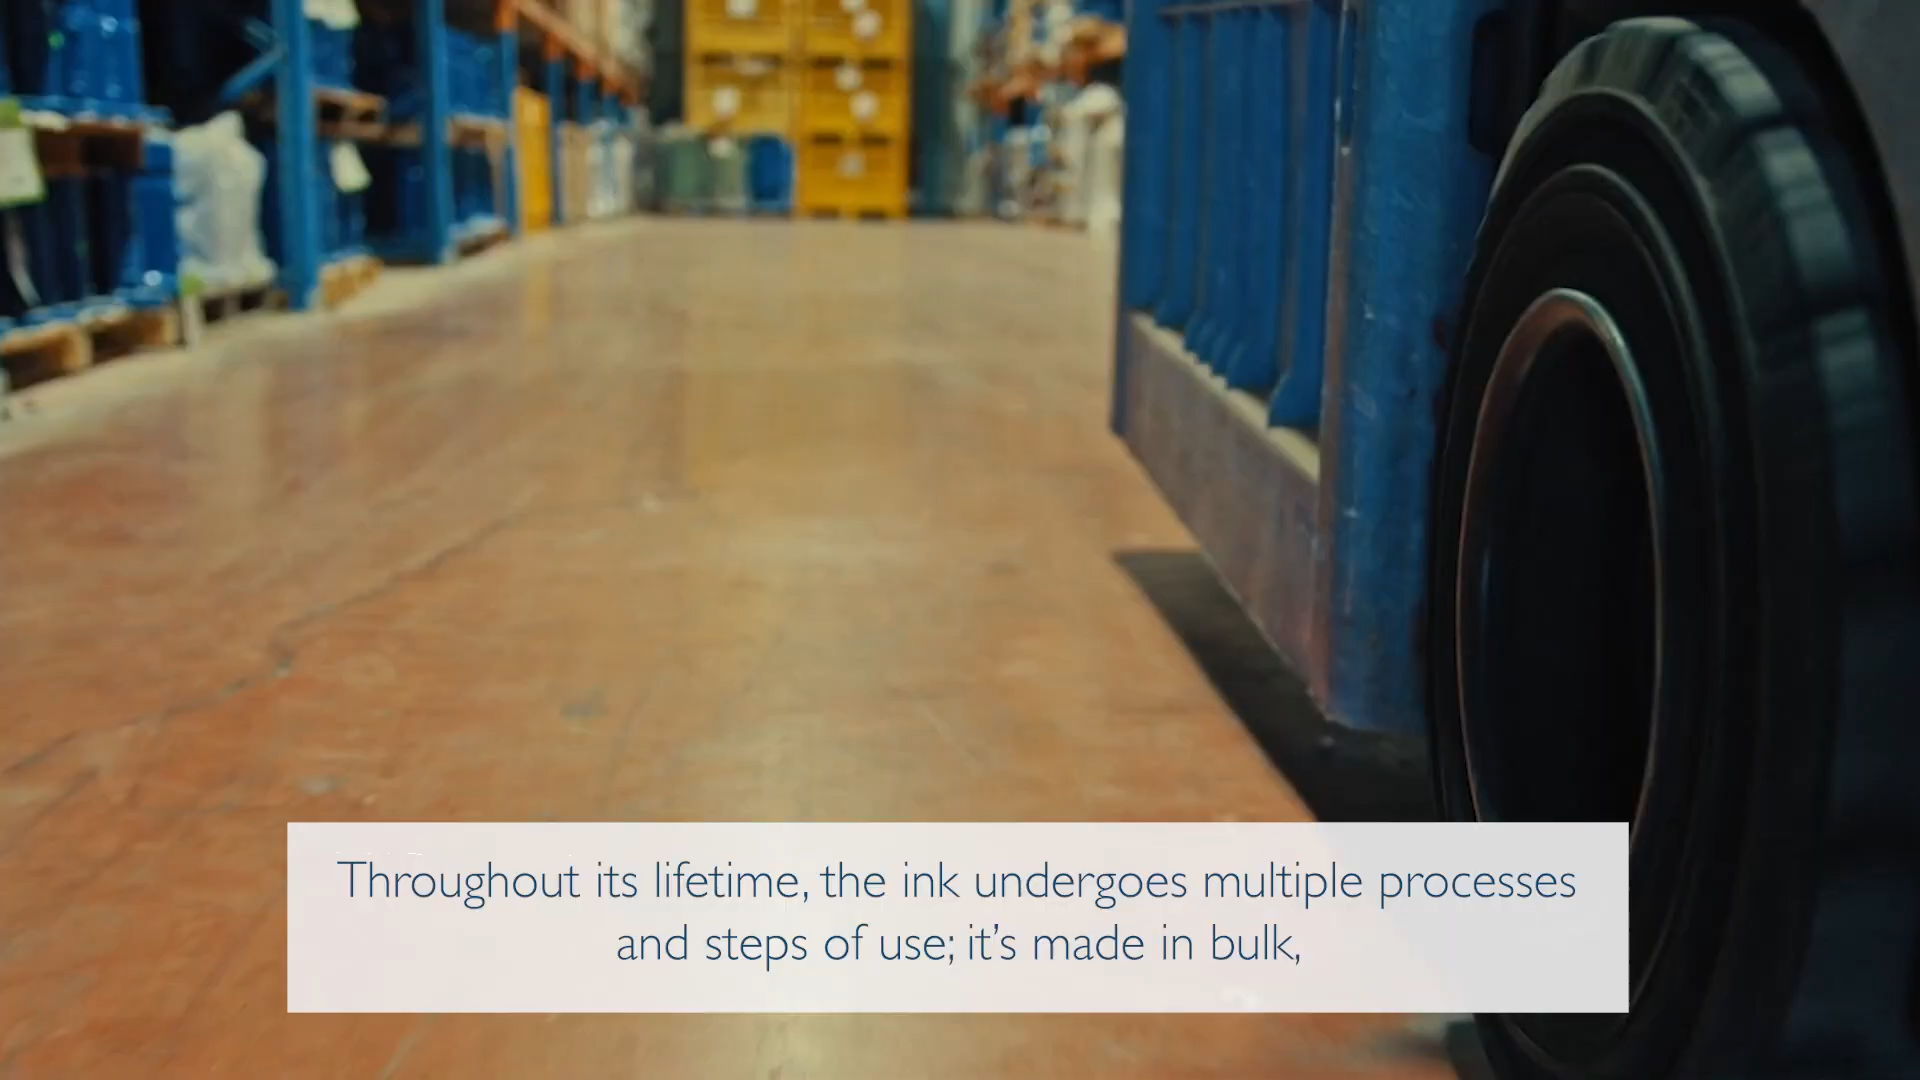 Throughout its lifetime, the ink undergoes multiple processes
and steps of use; it’s made in bulk,